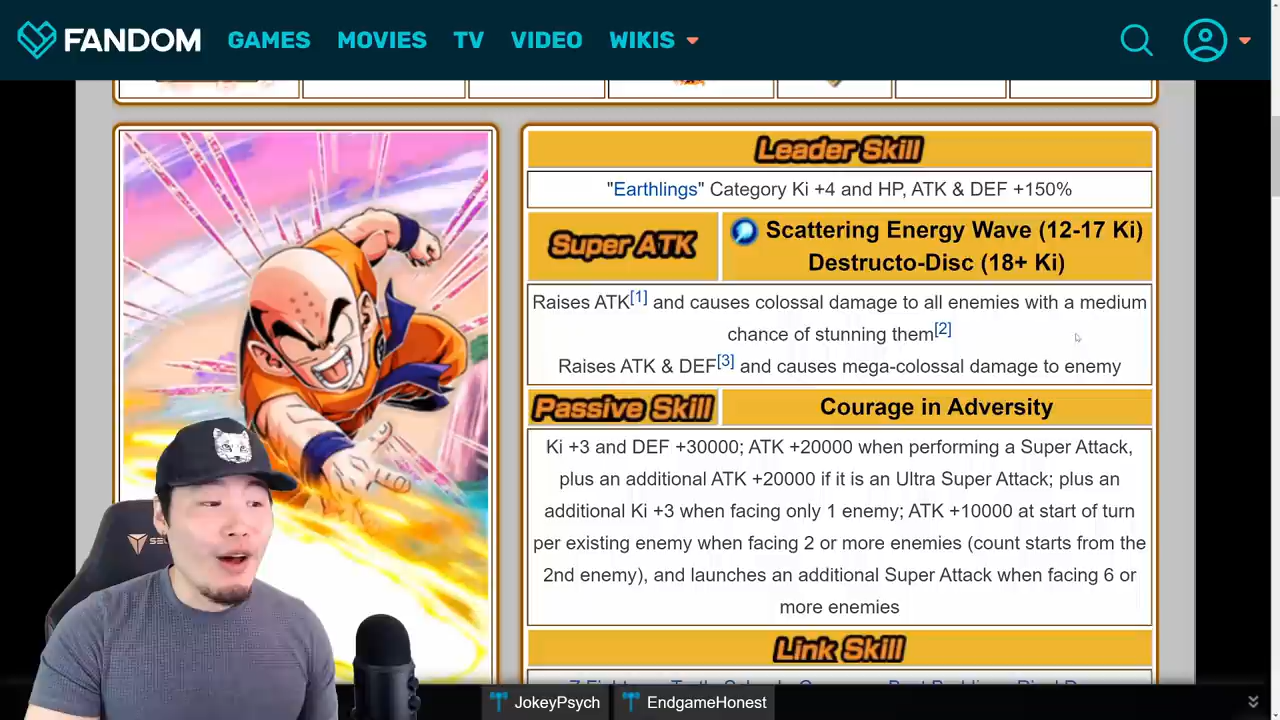 FANDOM GAMES MOVIES TV VIDEO WIKIS
Leader Skill
"Earthlings" Category Ki +4 and HP, ATK & DEF +150%
Super ATK
Scattering Energy Wave (12-17 Ki)
Destructo-Disc (18+ Ki)
Raises ATK[1] and causes colossal damage to all enemies with a medium
chance of stunning them[2]
Raises ATK & DEF[3] and causes mega-colossal damage to enemy
Passive Skill
Courage in Adversity
Ki +3 and DEF +30000; ATK +20000 when performing a Super Attack,
plus an additional ATK +20000 if it is an Ultra Super Attack; plus an
additional Ki +3 when facing only 1 enemy; ATK +10000 at start of turn
per existing enemy when facing 2 or more enemies (count starts from the
2nd enemy), and launches an additional Super Attack when facing 6 or
more enemies
Link Skill
JokeyPsych EndgameHonest